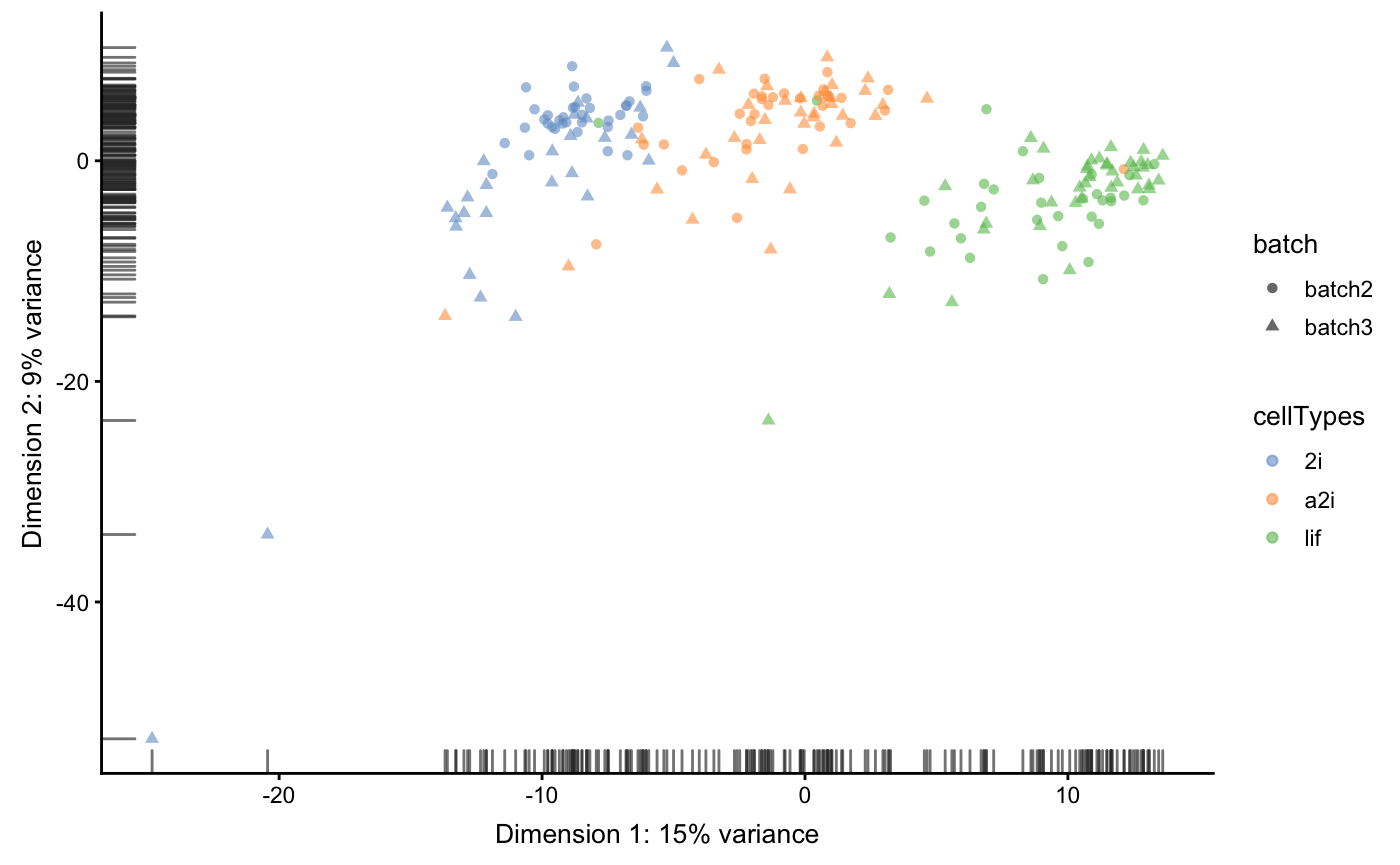 0
-20
-40
Dimension 2: 9% variance
-20
-10
0
10
Dimension 1: 15% variance
batch
batch2
batch3
cellTypes
2i
a2i
lif